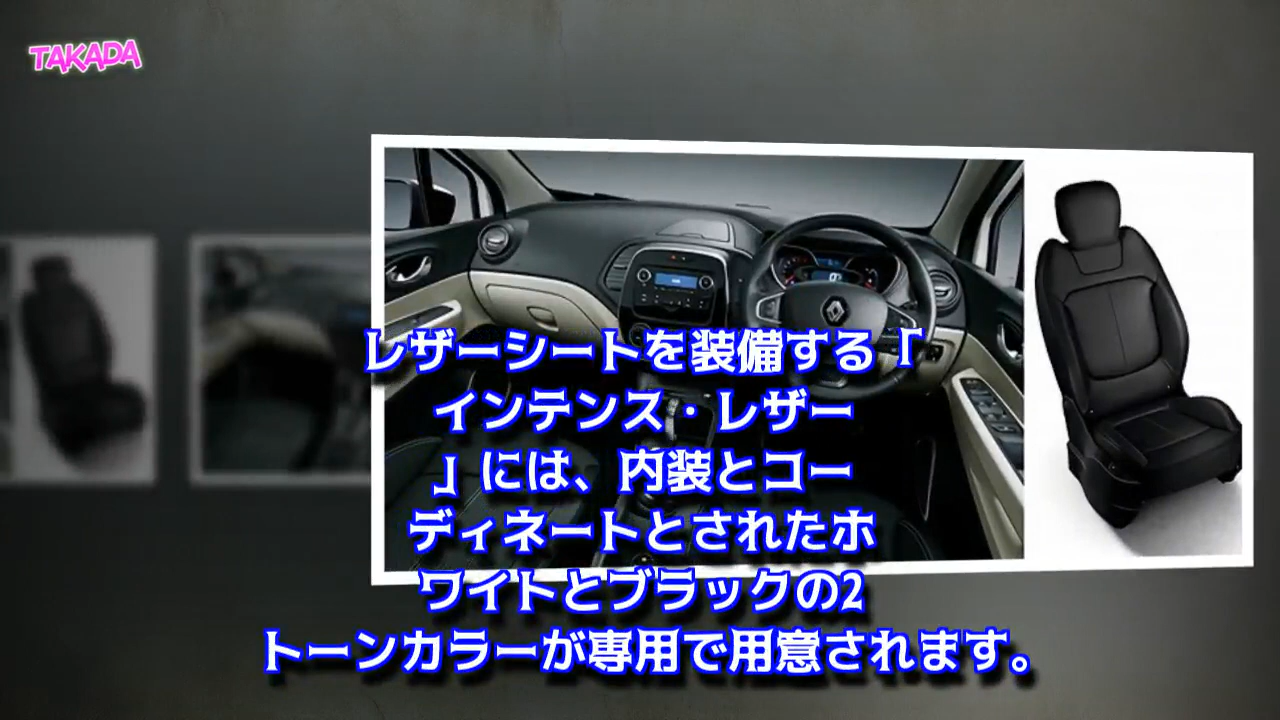 TAKADA
レザーシートを装備する「
インテンス・レザー
」には、内装とコー
ディネートとされたホ
ワイトとブラックの2
トーンカラーが専用で用意されます。